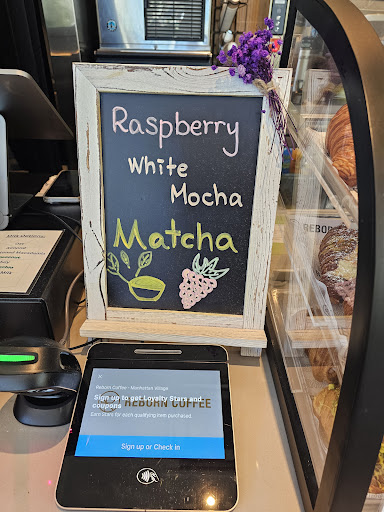 Raspberry
White
Mocha
Matcha
REBORN
Reborn Coffee - Manhattan Village
Sign up to get Loyalty Stars and
coupons
REBORN COFFEE
Earn Stars for each qualifying item purchased.
Sign up or Check in